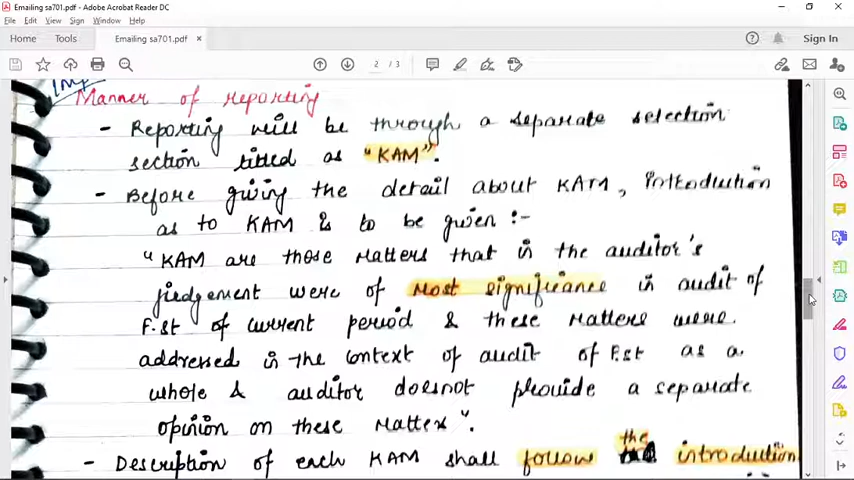 Emailing sa701.pdf - Adobe Acrobat Reader DC
File Edit View Sign Window Help
Home Tools Emailing sa701.pdf × Sign In
2 / 3
Imp
Manner of reporting
- Reporting will be through a separate selection
section titled as "KAM".
- Before giving the detail about KAM, introduction
as to KAM is to be given :-
"KAM are those matters that in the auditor's
judgement were of most significance in audit of
F.st of current period & these matters were
addressed in the context of audit of F.st as a
whole & auditor doesnot provide a separate
opinion on these matters".
- Description of each KAM shall follow the introduction